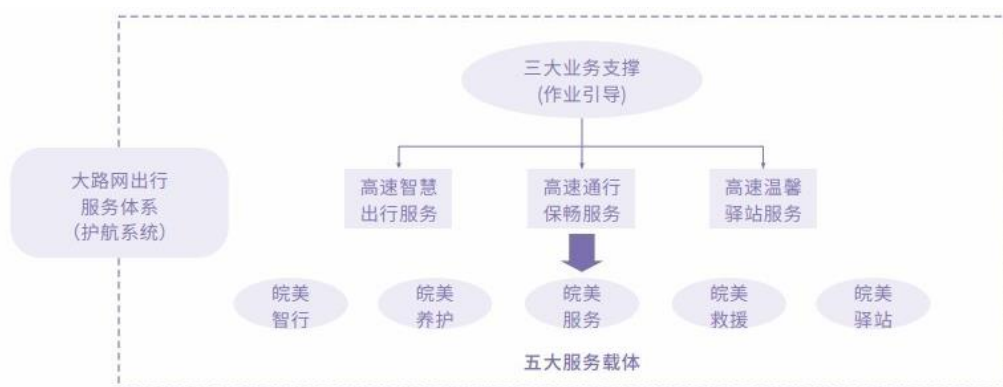 三大业务支撑
(作业引导)
大路网出行
服务体系
（护航系统）
高速智慧
出行服务
高速通行
保畅服务
高速温馨
驿站服务
皖美
智行
皖美
养护
皖美
服务
皖美
救援
皖美
驿站
五大服务载体